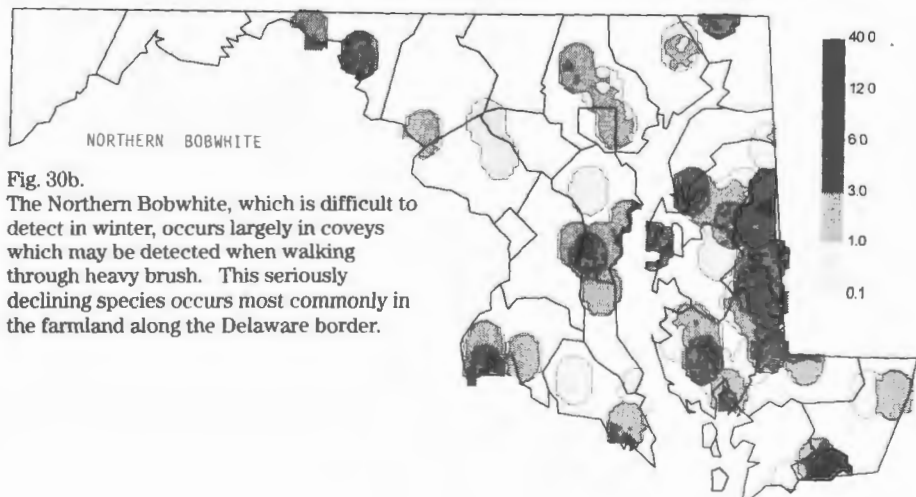 NORTHERN BOBWHITE
Fig. 30b.
The Northern Bobwhite, which is difficult to
detect in winter, occurs largely in coveys
which may be detected when walking
through heavy brush. This seriously
declining species occurs most commonly in
the farmland along the Delaware border.
40 0
12 0
6 0
3.0
1.0
0.1